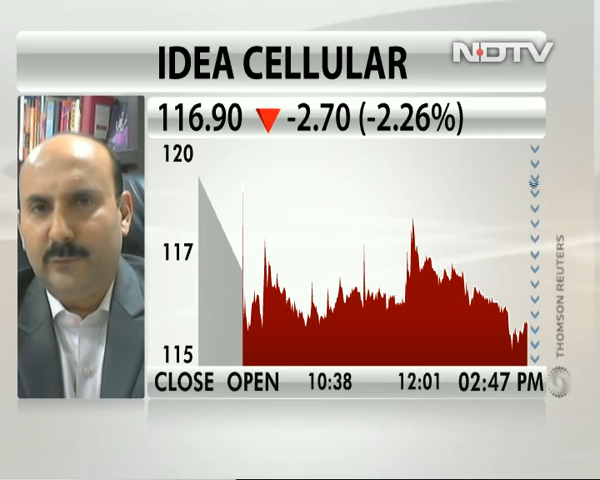 IDEA CELLULAR
NDTV
116.90 ▼ -2.70 (-2.26%)
120
117
115
CLOSE OPEN 10:38 12:01 02:47 PM
THOMSON REUTERS